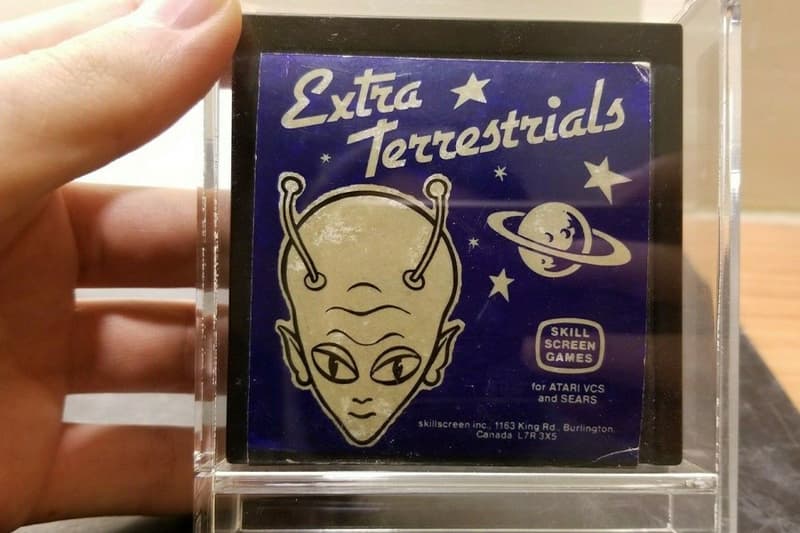 Extra
Terrestrials
SKILL
SCREEN
GAMES
for ATARI VCS
and SEARS
skillscreen inc., 1163 King Rd., Burlington.
Canada L7R 3X5